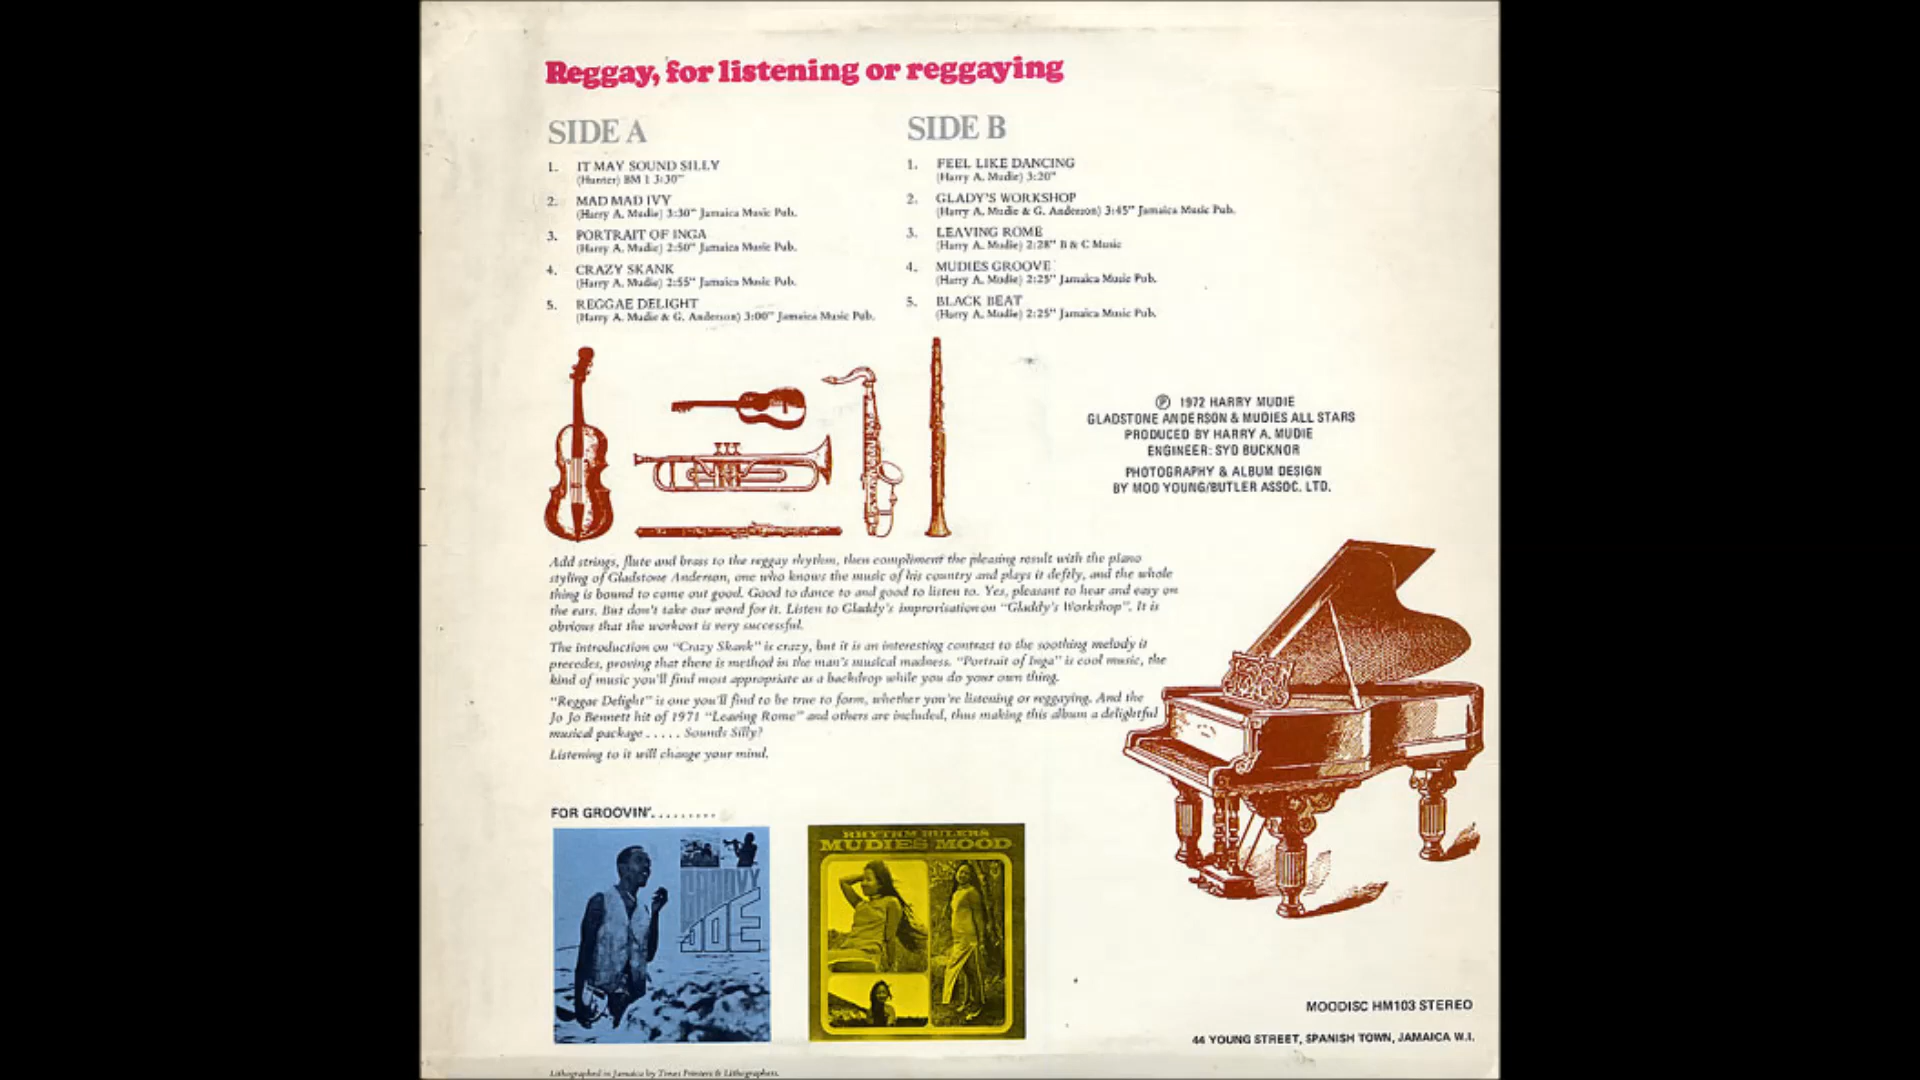 Reggay, for listening or reggaying
SIDE A
1. IT MAY SOUND SILLY
(Hunter) BM 1 3:30"
2. MAD MAD IVY
(Harry A. Mudie) 3:30" Jamaica Music Pub.
3. PORTRAIT OF INGA
(Harry A. Mudie) 2:50" Jamaica Music Pub.
4. CRAZY SKANK
(Harry A. Mudie) 2:55" Jamaica Music Pub.
5. REGGAE DELIGHT
(Harry A. Mudie & G. Anderson) 3:00" Jamaica Music Pub.
SIDE B
1. FEEL LIKE DANCING
(Harry A. Mudie) 3:20"
2. GLADY'S WORKSHOP
(Harry A. Mudie & G. Anderson) 3:45" Jamaica Music Pub.
3. LEAVING ROME
(Harry A. Mudie) 2:28" B & C Music
4. MUDIES GROOVE
(Harry A. Mudie) 2:25" Jamaica Music Pub.
5. BLACK BEAT
(Harry A. Mudie) 2:25" Jamaica Music Pub.
Ⓟ 1972 HARRY MUDIE
GLADSTONE ANDERSON & MUDIES ALL STARS
PRODUCED BY HARRY A. MUDIE
ENGINEER: SYD BUCKNOR
PHOTOGRAPHY & ALBUM DESIGN
BY MOO YOUNG/BUTLER ASSOC. LTD.
Add strings, flute and brass to the reggay rhythm, then compliment the pleasing result with the piano
styling of Gladstone Anderson, one who knows the music of his country and plays it deftly, and the whole
thing is bound to come out good. Good to dance to and good to listen to. Yes, pleasant to hear and easy on
the ears. But don't take our word for it. Listen to Gladdy's improvisation on "Gladdy's Workshop". It is
obvious that the workout is very successful.
The introduction on "Crazy Skank" is crazy, but it is an interesting contrast to the soothing melody it
precedes, proving that there is method in the man's musical madness. "Portrait of Inga" is cool music, the
kind of music you'll find most appropriate as a backdrop while you do your own thing.
"Reggae Delight" is one you'll find to be true to form, whether you're listening or reggaying. And the
Jo Jo Bennett hit of 1971 "Leaving Rome" and others are included, thus making this album a delightful
musical package ..... Sounds Silly?
Listening to it will change your mind.
FOR GROOVIN'.........
GROOVY
JOE
RHYTHM RULERS
MUDIES MOOD
MOODISC HM103 STEREO
44 YOUNG STREET, SPANISH TOWN, JAMAICA W.I.
Lithographed in Jamaica by Times Printers & Lithographers.